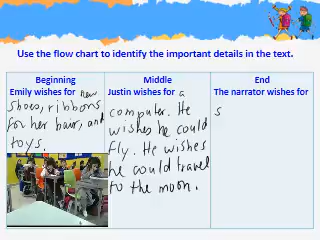 Use the flow chart to identify the important details in the text.
Beginning
Emily wishes for new
shoes, ribbons
for her hair, and
toys.
Middle
Justin wishes for a
computer. He
wishes he could
fly. He wishes
he could travel
to the moon.
End
The narrator wishes for
s